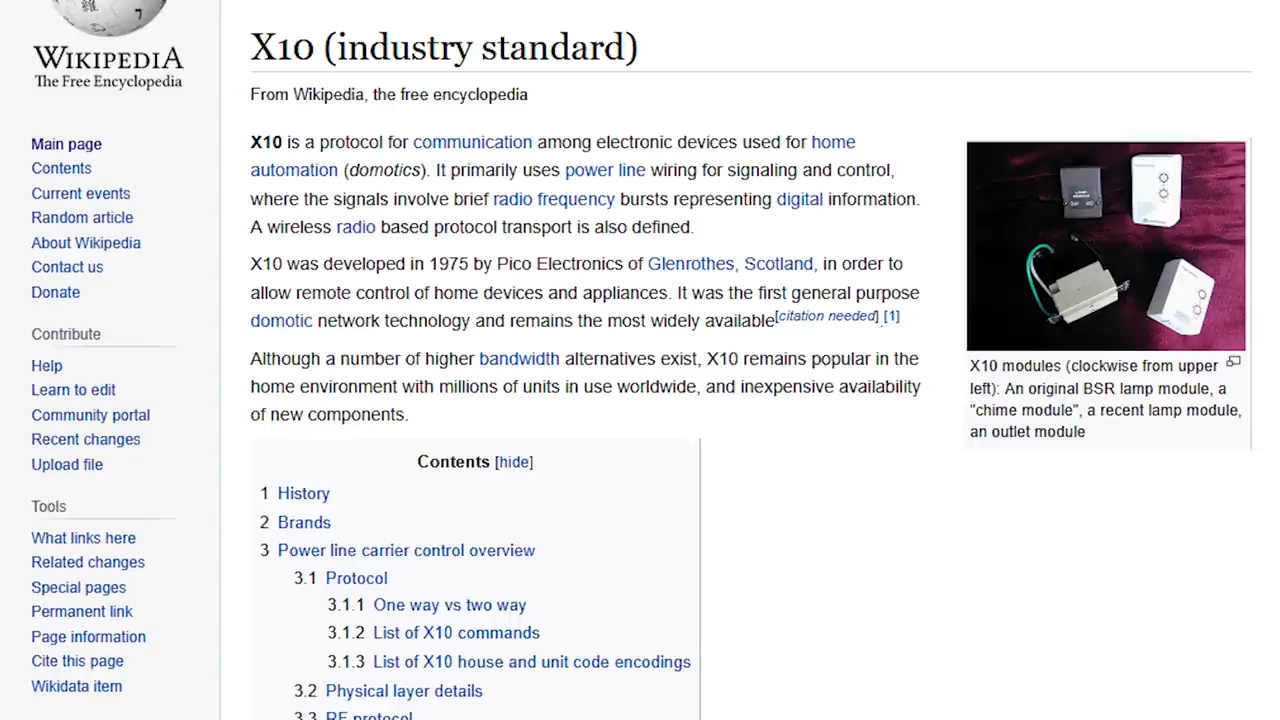 WIKIPEDIA
The Free Encyclopedia
Main page
Contents
Current events
Random article
About Wikipedia
Contact us
Donate
Contribute
Help
Learn to edit
Community portal
Recent changes
Upload file
Tools
What links here
Related changes
Special pages
Permanent link
Page information
Cite this page
Wikidata item
X10 (industry standard)
From Wikipedia, the free encyclopedia
X10 is a protocol for communication among electronic devices used for home
automation (domotics). It primarily uses power line wiring for signaling and control,
where the signals involve brief radio frequency bursts representing digital information.
A wireless radio based protocol transport is also defined.
X10 was developed in 1975 by Pico Electronics of Glenrothes, Scotland, in order to
allow remote control of home devices and appliances. It was the first general purpose
domotic network technology and remains the most widely available[citation needed].[1]
Although a number of higher bandwidth alternatives exist, X10 remains popular in the
home environment with millions of units in use worldwide, and inexpensive availability
of new components.
X10 modules (clockwise from upper
left): An original BSR lamp module, a
"chime module", a recent lamp module,
an outlet module
Contents [hide]
1 History
2 Brands
3 Power line carrier control overview
3.1 Protocol
3.1.1 One way vs two way
3.1.2 List of X10 commands
3.1.3 List of X10 house and unit code encodings
3.2 Physical layer details
3.3 RF protocol